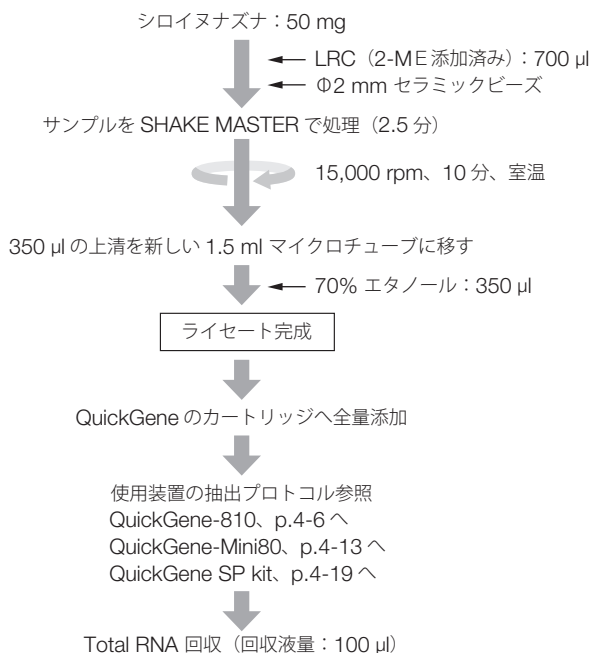 シロイヌナズナ：50 mg
LRC（2-ＭＥ添加済み）：700 µl
Φ2 mm セラミックビーズ
サンプルを SHAKE MASTER で処理（2.5 分）
15,000 rpm、10 分、室温
350 µl の上清を新しい 1.5 ml マイクロチューブに移す
70% エタノール：350 µl
ライセート完成
QuickGene のカートリッジへ全量添加
使用装置の抽出プロトコル参照
QuickGene-810、p.4-6 へ
QuickGene-Mini80、p.4-13 へ
QuickGene SP kit、p.4-19 へ
Total RNA 回収（回収液量：100 µl）